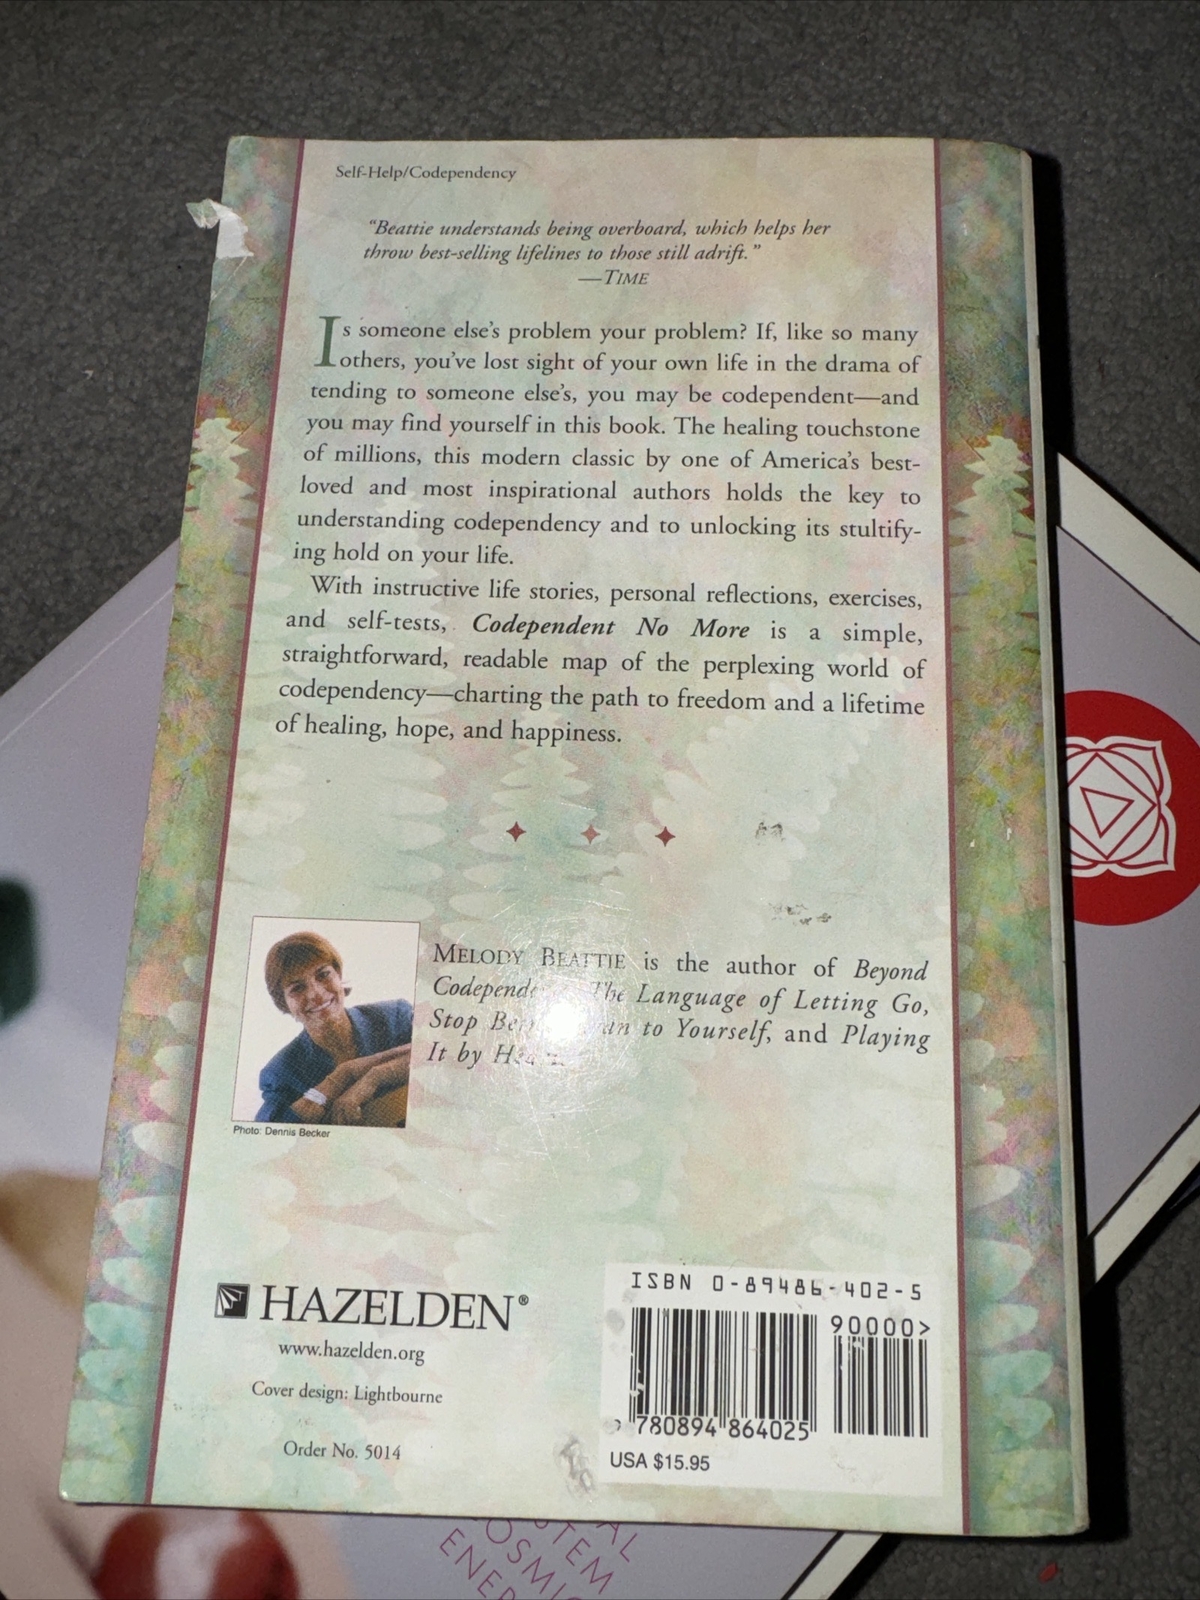 Self-Help/Codependency
“Beattie understands being overboard, which helps her
throw best-selling lifelines to those still adrift.”
—TIME
Is someone else’s problem your problem? If, like so many
others, you’ve lost sight of your own life in the drama of
tending to someone else’s, you may be codependent—and
you may find yourself in this book. The healing touchstone
of millions, this modern classic by one of America’s best-
loved and most inspirational authors holds the key to
understanding codependency and to unlocking its stultify-
ing hold on your life.
With instructive life stories, personal reflections, exercises,
and self-tests, Codependent No More is a simple,
straightforward, readable map of the perplexing world of
codependency—charting the path to freedom and a lifetime
of healing, hope, and happiness.
MELODY BEATTIE is the author of Beyond
The Language of Letting Go,
Stop to Yourself, and Playing
It by
Photo: Dennis Becker
HAZELDEN®
www.hazelden.org
Cover design: Lightbourne
Order No. 5014
ISBN 0-89486-402-5
90000>
780894 864025
USA $15.95